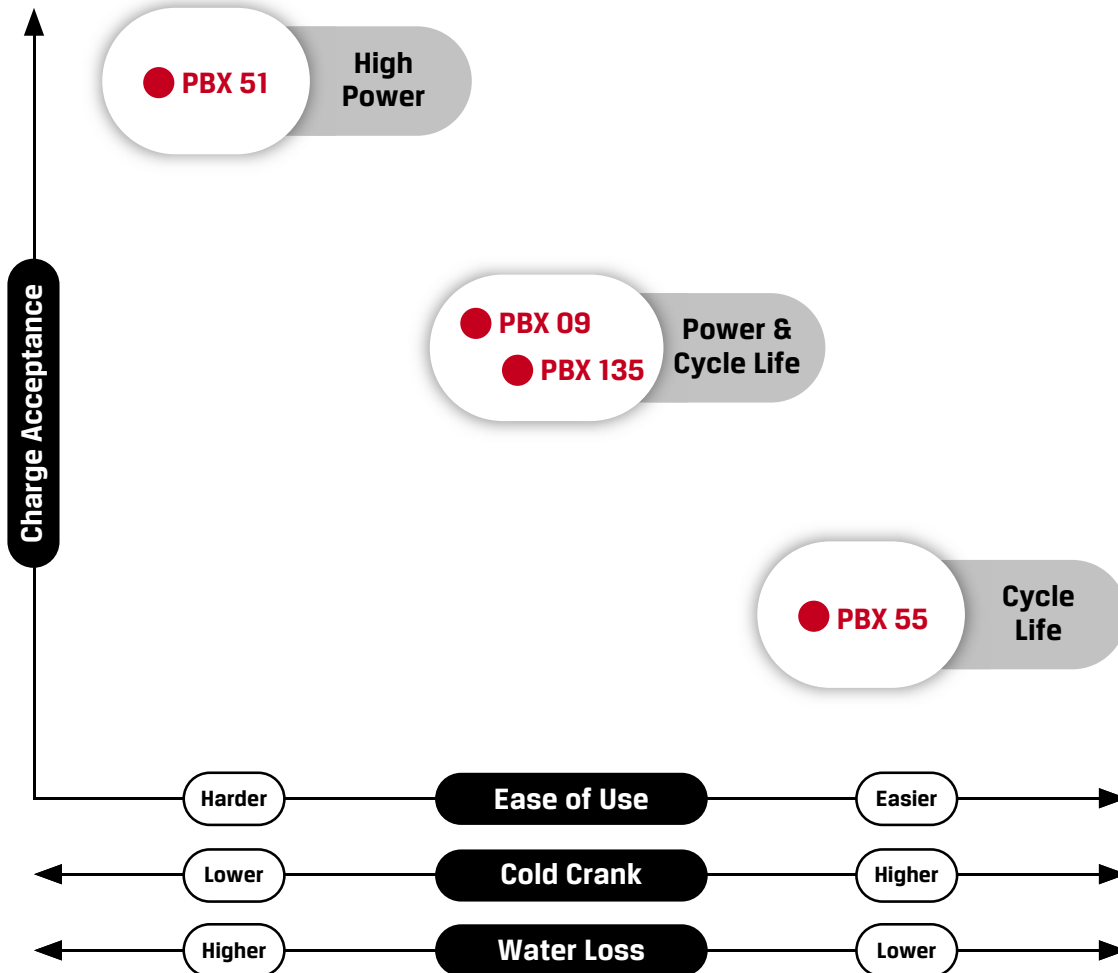 PBX 51
High
Power
Charge Acceptance
PBX 09
PBX 135
Power &
Cycle Life
PBX 55
Cycle
Life
Harder
Ease of Use
Easier
Lower
Cold Crank
Higher
Higher
Water Loss
Lower